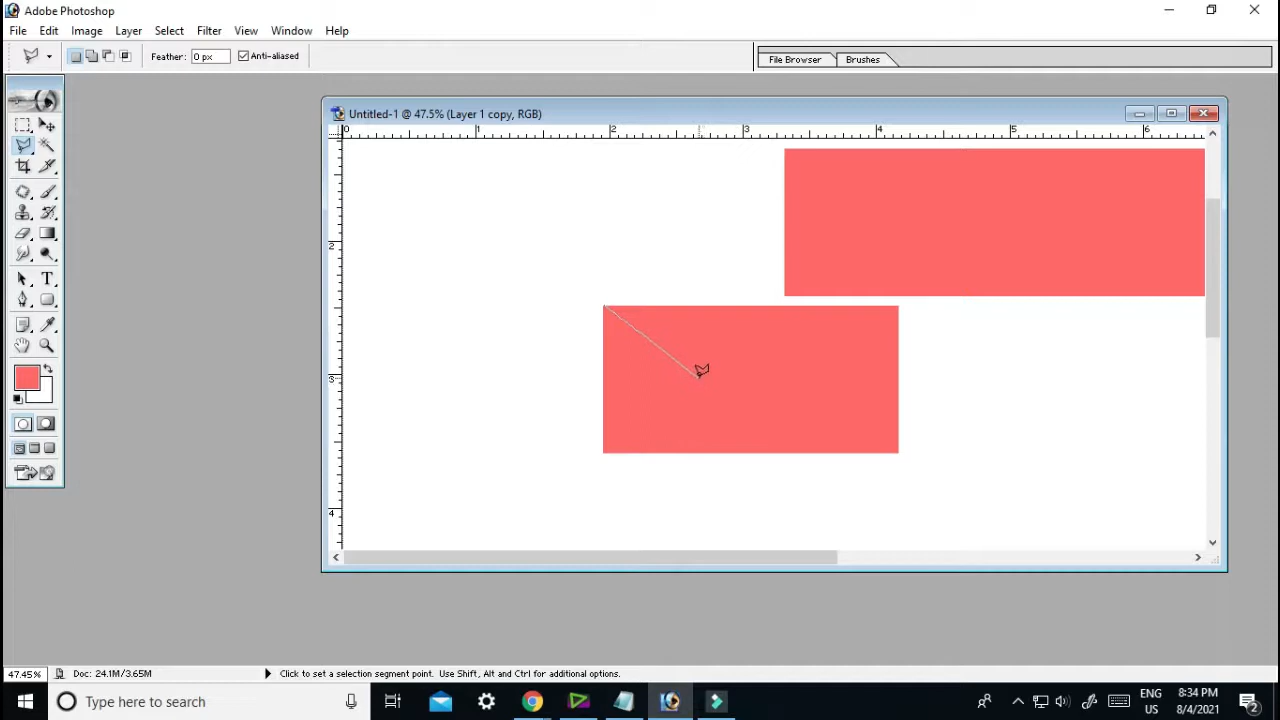 Adobe Photoshop
File Edit Image Layer Select Filter View Window Help
Feather: 0 px Anti-aliased
File Browser Brushes
Untitled-1 @ 47.5% (Layer 1 copy, RGB)
0 1 2 3 4 5 6
2
3
4
T
47.45% Doc: 24.1M/3.65M Click to set a selection segment point. Use Shift, Alt and Ctrl for additional options.
Type here to search
ENG 8:34 PM
US 8/4/2021 2